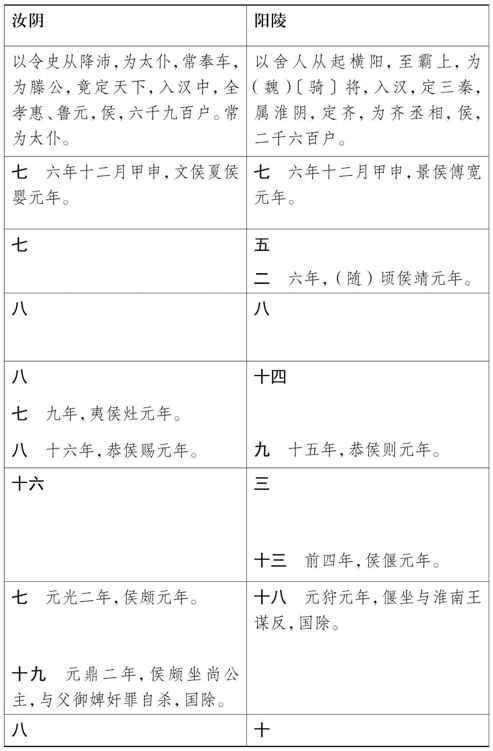 汝阴
阳陵
以令史从降沛，为太仆，常奉车，
为滕公，竟定天下，入汉中，全
孝惠、鲁元，侯，六千九百户。常
为太仆。
以舍人从起横阳，至霸上，为
（魏）〔骑〕将，入汉，定三秦，
属淮阴，定齐，为齐丞相，侯，
二千六百户。
七　六年十二月甲申，文侯夏侯
婴元年。
七　六年十二月甲申，景侯傅宽
元年。
七
五
二　六年，（随）顷侯靖元年。
八
八
八
七　九年，夷侯灶元年。
八　十六年，恭侯赐元年。
十四
九　十五年，恭侯则元年。
十六
三
十三　前四年，侯偃元年。
七　元光二年，侯颇元年。
十九　元鼎二年，侯颇坐尚公
主，与父御婢奸罪自杀，国除。
十八　元狩元年，偃坐与淮南王
谋反，国除。
八
十